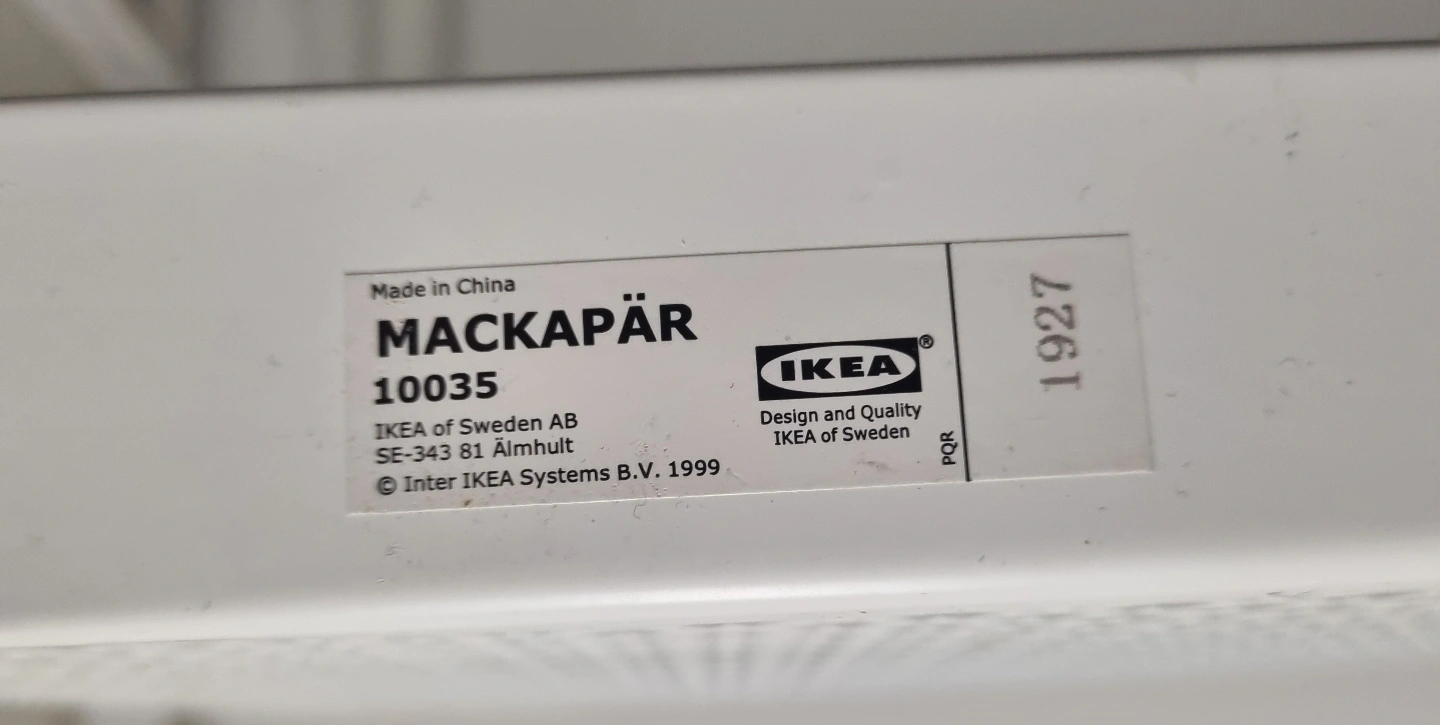 Made in China
MACKAPÄR
10035
IKEA of Sweden AB
SE-343 81 Älmhult
© Inter IKEA Systems B.V. 1999
IKEA®
Design and Quality
IKEA of Sweden
PQR
1927